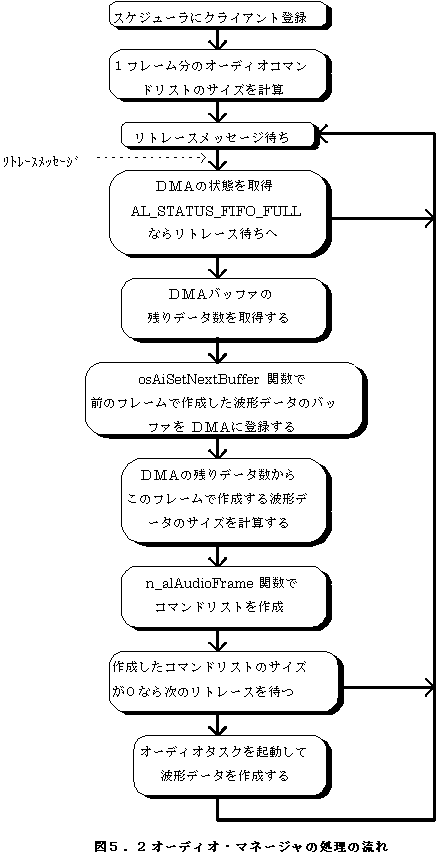 スケジューラにクライアント登録
１フレーム分のオーディオコマン
ドリストのサイズを計算
リトレースメッセージ待ち
ﾘﾄﾚｰｽﾒｯｾｰｼﾞ
ＤＭＡの状態を取得
AL_STATUS_FIFO_FULL
ならリトレース待ちへ
ＤＭＡバッファの
残りデータ数を取得する
osAiSetNextBuffer 関数で
前のフレームで作成した波形データのバッ
ファを ＤＭＡに登録する
ＤＭＡの残りデータ数から
このフレームで作成する波形デ
ータのサイズを計算する
n_alAudioFrame 関数で
コマンドリストを作成
作成したコマンドリストのサイズ
が０なら次のリトレースを待つ
オーディオタスクを起動して
波形データを作成する
図５．２オーディオ・マネージャの処理の流れ